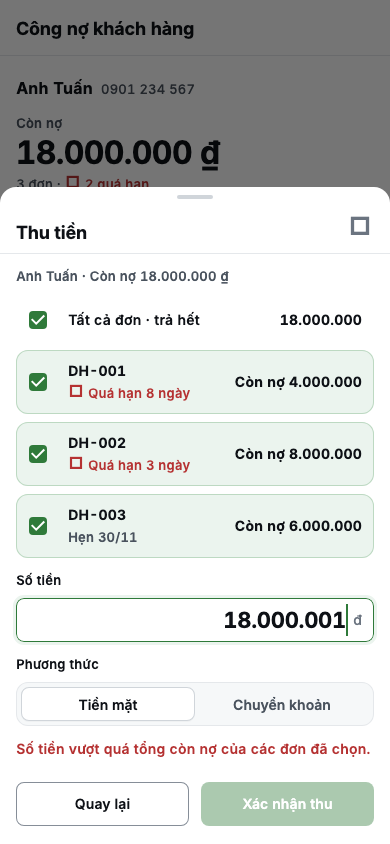 Công nợ khách hàng
Anh Tuấn 0901 234 567
Còn nợ
18.000.000 ₫
3 đơn · 2 quá hạn
Thu tiền
Anh Tuấn · Còn nợ 18.000.000 ₫
Tất cả đơn · trả hết 18.000.000
DH-001
Quá hạn 8 ngày
Còn nợ 4.000.000
DH-002
Quá hạn 3 ngày
Còn nợ 8.000.000
DH-003
Hẹn 30/11
Còn nợ 6.000.000
Số tiền
18.000.001 đ
Phương thức
Tiền mặt Chuyển khoản
Số tiền vượt quá tổng còn nợ của các đơn đã chọn.
Quay lại Xác nhận thu